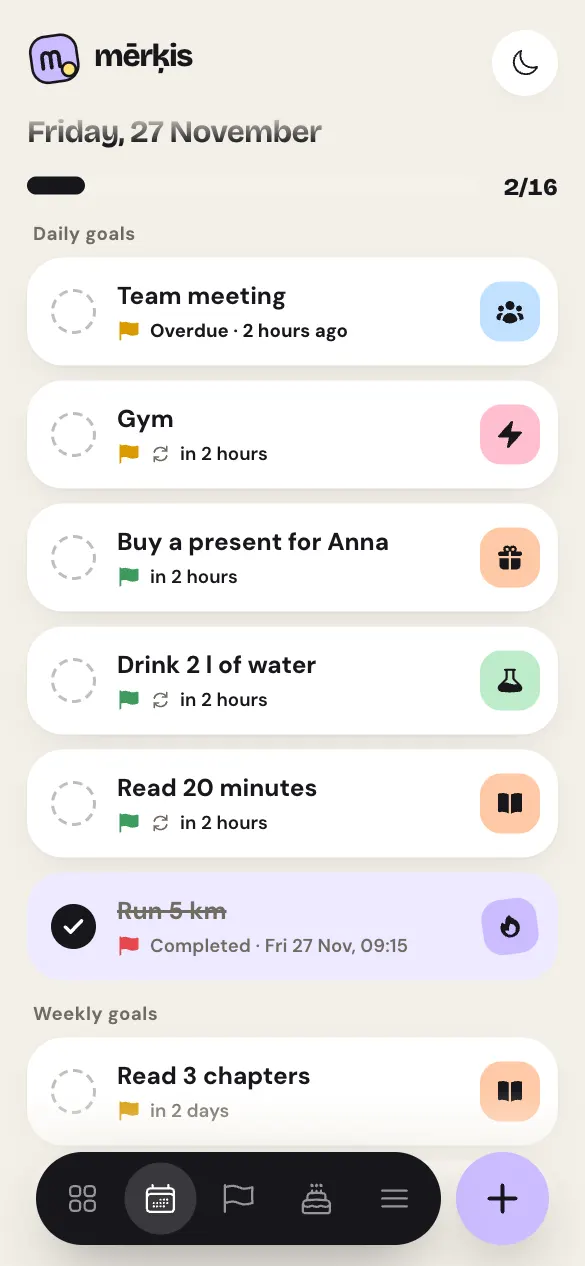 m
mērķis
Friday, 27 November
2/16
Daily goals
Team meeting
Overdue · 2 hours ago
Gym
in 2 hours
Buy a present for Anna
in 2 hours
Drink 2 l of water
in 2 hours
Read 20 minutes
in 2 hours
Run 5 km
Completed · Fri 27 Nov, 09:15
Weekly goals
Read 3 chapters
in 2 days